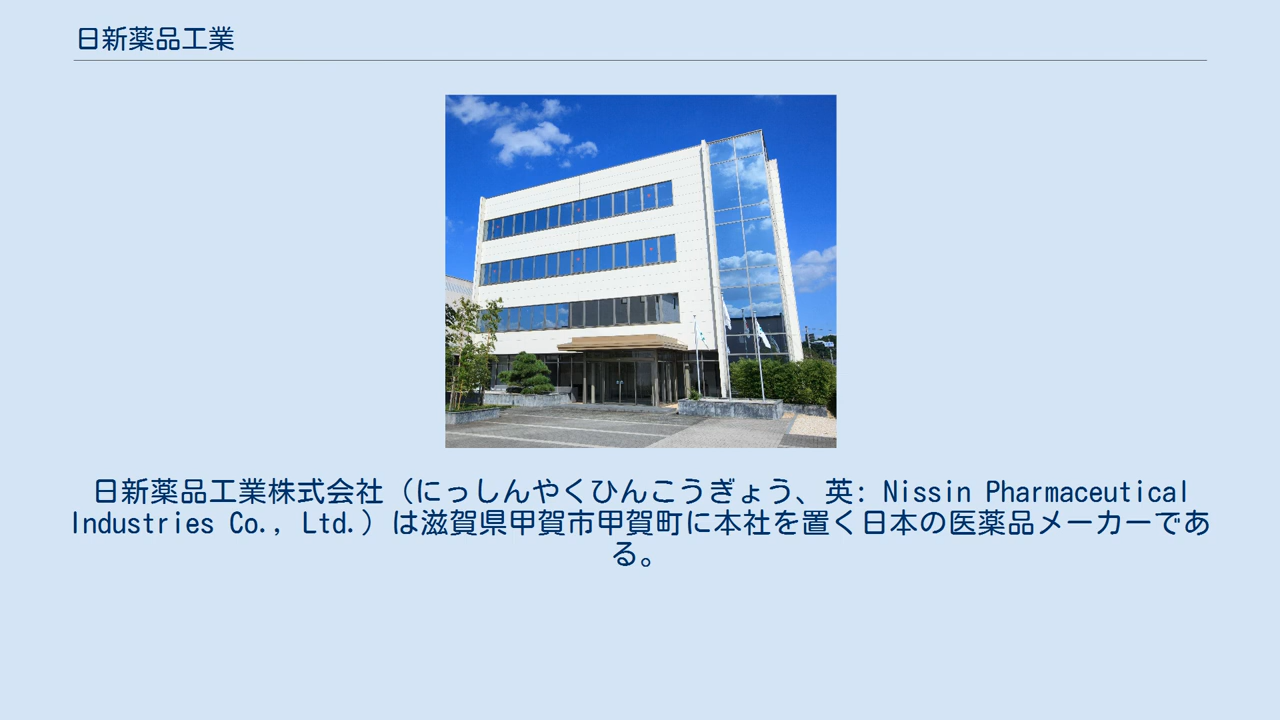 日新薬品工業
日新薬品工業株式会社（にっしんやくひんこうぎょう、英: Nissin Pharmaceutical
Industries Co., Ltd.）は滋賀県甲賀市甲賀町に本社を置く日本の医薬品メーカーであ
る。